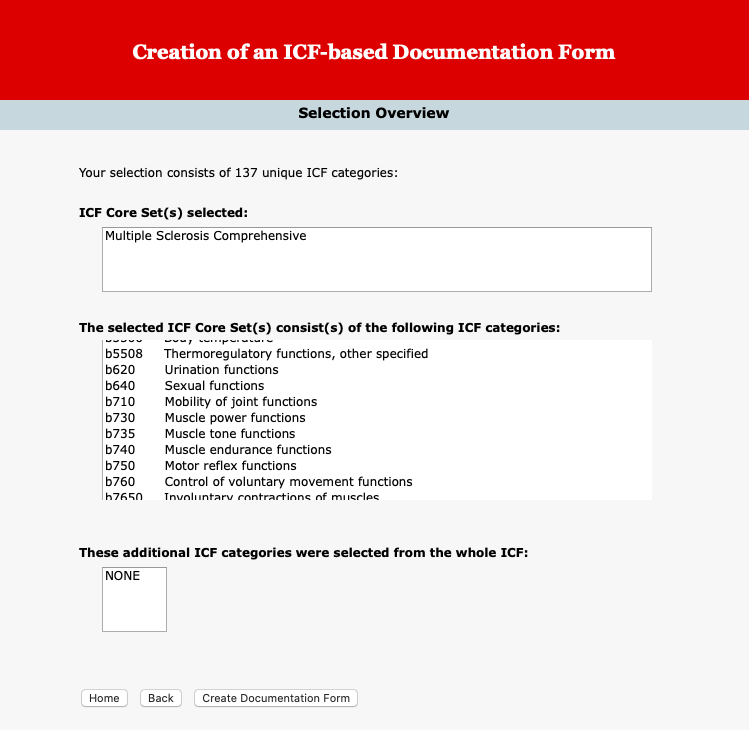 Creation of an ICF-based Documentation Form
Selection Overview
Your selection consists of 137 unique ICF categories:
ICF Core Set(s) selected:
Multiple Sclerosis Comprehensive
The selected ICF Core Set(s) consist(s) of the following ICF categories:
Body temperature
b5508 Thermoregulatory functions, other specified
b620 Urination functions
b640 Sexual functions
b710 Mobility of joint functions
b730 Muscle power functions
b735 Muscle tone functions
b740 Muscle endurance functions
b750 Motor reflex functions
b760 Control of voluntary movement functions
b7650 Involuntary contractions of muscles
These additional ICF categories were selected from the whole ICF:
NONE
Home Back Create Documentation Form